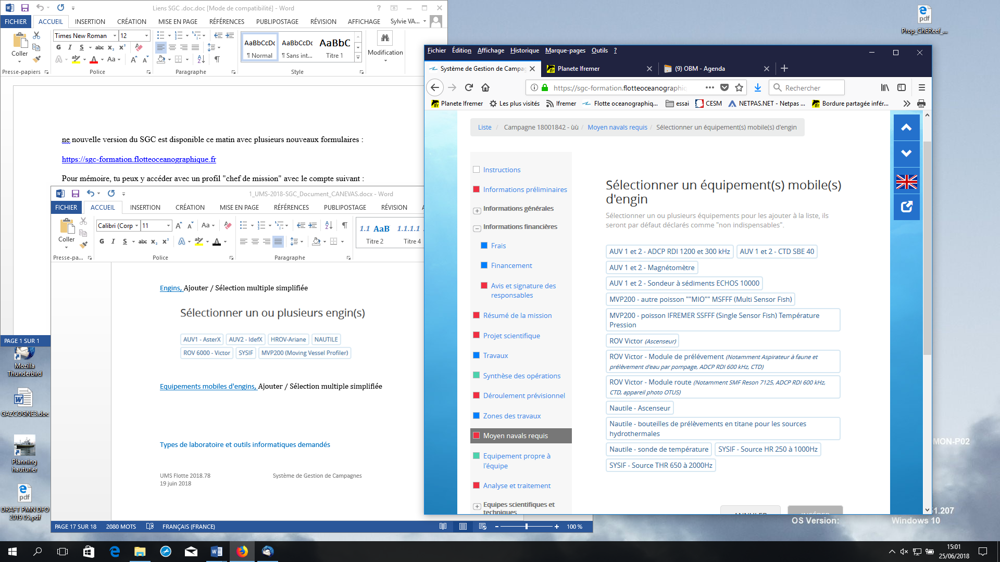 Liens SGC .doc.doc [Mode de compatibilité] - Word
FICHIER ACCUEIL INSERTION CRÉATION MISE EN PAGE RÉFÉRENCES PUBLIPOSTAGE RÉVISION AFFICHAGE Sylvie VA...
Times New Roman 12
Coller
G I S abc x₂ x²
AaBbCcDc AaBbCcDc AaBbC
¶ Normal ¶ Sans int... Titre 1
Modification
Presse-papiers Police Paragraphe Style
ne nouvelle version du SGC est disponible ce matin avec plusieurs nouveaux formulaires :
https://sgc-formation.flotteoceanographique.fr
Pour mémoire, tu peux y accéder avec un profil "chef de mission" avec le compte suivant :
PAGE 1 SUR 1
1_UMS-2018-SGC_Document_CANEVAS.docx - Word
FICHIER ACCUEIL INSERTION CRÉATION MISE EN PAGE RÉFÉRENCES PUBLIPOSTAGE RÉVISION
Calibri (Corp 11
Coller
G I S abc x₂ x²
1.1 AaB 1.1.1.1
Titre 2 Titre 4
Presse-pa... Police Paragraphe
Engins, Ajouter / Sélection multiple simplifiée
Sélectionner un ou plusieurs engin(s)
AUV1 - AsterX AUV2 - IdefX HROV-Ariane NAUTILE
ROV 6000 - Victor SYSIF MVP200 (Moving Vessel Profiler)
Equipements mobiles d'engins, Ajouter / Sélection multiple simplifiée
Types de laboratoire et outils informatiques demandés
UMS Flotte 2018.78 Système de Gestion de Campagnes
19 juin 2018
PAGE 17 SUR 18 2080 MOTS FRANÇAIS (FRANCE) 100 %
Fichier Édition Affichage Historique Marque-pages Outils ?
Système de Gestion de Campag Planete Ifremer (9) OBM - Agenda
https://sgc-formation.flotteoceanographiq Rechercher
Planete Ifremer Les plus visités Ifremer Flotte oceanographiq... essai CESM NETPAS.NET - Netpas ... Bordure partagée infér...
Liste / Campagne 18001842 - ùù / Moyen navals requis / Sélectionner un équipement(s) mobile(s) d'engin
Instructions
Informations préliminaires
Informations générales
Informations financières
Frais
Financement
Avis et signature des
responsables
Résumé de la mission
Projet scientifique
Travaux
Synthèse des opérations
Déroulement prévisionnel
Zones des travaux
Moyen navals requis
Equipement propre à
l'équipe
Analyse et traitement
Equipes scientifiques et
techniques
Sélectionner un équipement(s) mobile(s)
d'engin
Sélectionner un ou plusieurs équipements pour les ajouter à la liste, ils
seront par défaut déclarés comme "non indispensables".
AUV 1 et 2 - ADCP RDI 1200 et 300 kHz AUV 1 et 2 - CTD SBE 40
AUV 1 et 2 - Magnétomètre
AUV 1 et 2 - Sondeur à sédiments ECHOS 10000
MVP200 - autre poisson ""MIO"" MSFFF (Multi Sensor Fish)
MVP200 - poisson IFREMER SSFFF (Single Sensor Fish) Température
Pression
ROV Victor (Ascenseur)
ROV Victor - Module de prélévement (Notamment Aspirateur à faune et
prélèvement d'eau par pompage, ADCP RDI 600 kHz, CTD)
ROV Victor - Module route (Notamment SMF Reson 7125, ADCP RDI 600 kHz,
CTD, appareil photo OTUS)
Nautile - Ascenseur
Nautile - bouteilles de prélèvements en titane pour les sources
hydrothermales
Nautile - sonde de température SYSIF - Source HR 250 à 1000Hz
SYSIF - Source THR 650 à 2000Hz
ANNULER INSÉRER
Prop_ChEReef_...
Mozilla
Thunderbird
GAZCOGNE3.doc
Planning
hauturier
DRAFT PMN DFO
2019 05.pdf
MON-P02
51.207
OS Version: Windows 10
15:01
25/06/2018